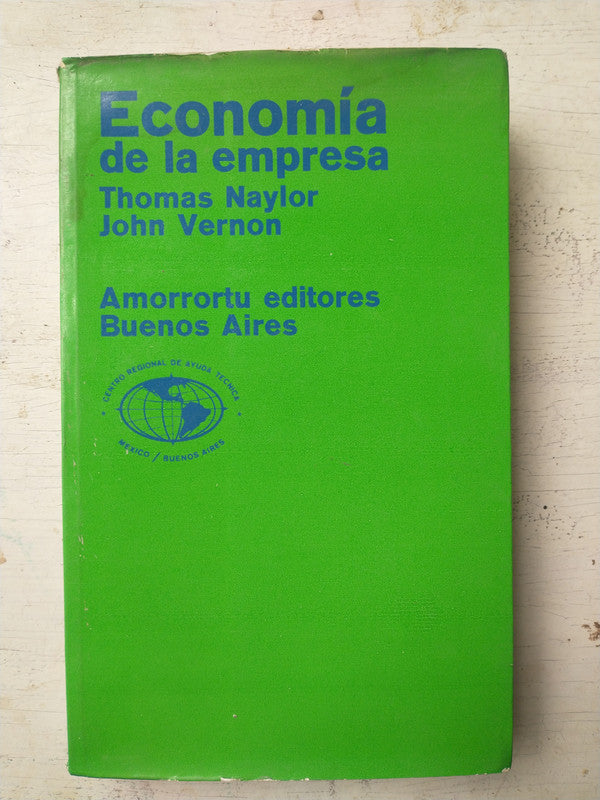 Economía
de la empresa
Thomas Naylor
John Vernon
Amorrortu editores
Buenos Aires
CENTRO REGIONAL DE AYUDA TECNICA
MEXICO / BUENOS AIRES